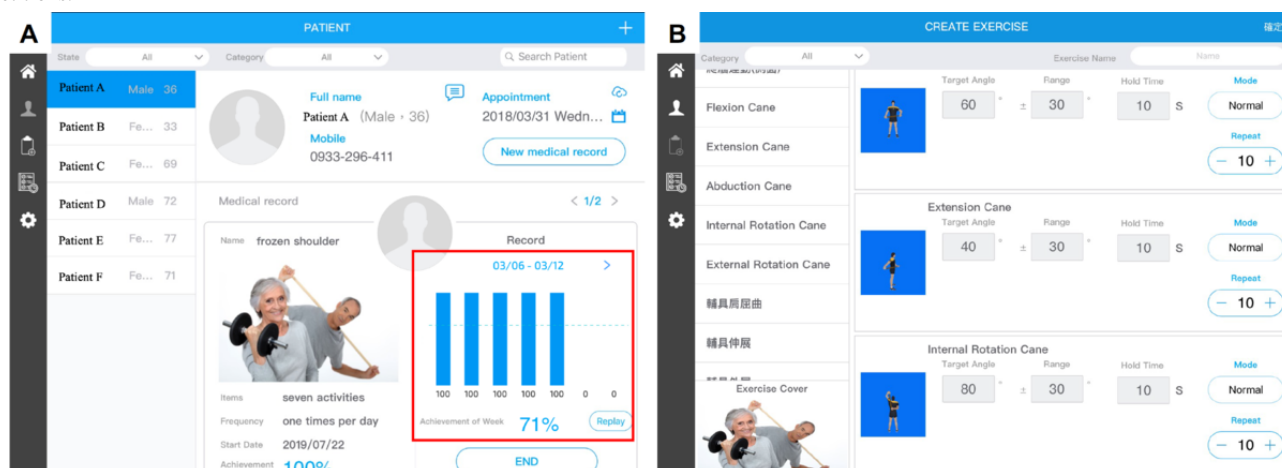 A
PATIENT
+
State All Category All Search Patient
Patient A Male 36
Patient B Fe... 33
Patient C Fe... 69
Patient D Male 72
Patient E Fe... 77
Patient F Fe... 71
Full name
Patient A (Male, 36)
Mobile
0933-296-411
Appointment
2018/03/31 Wedn...
New medical record
Medical record < 1/2 >
Name frozen shoulder
Items seven activities
Frequency one times per day
Start Date 2019/07/22
Achievement 100%
Record
03/06 - 03/12 >
100 100 100 100 100 0 0
Achievement of Week 71% Replay
END
B
CREATE EXERCISE 確定
Category All Exercise Name Name
Flexion Cane
Extension Cane
Abduction Cane
Internal Rotation Cane
External Rotation Cane
輔具肩屈曲
輔具伸展
Exercise Cover
Target Angle Range Hold Time Mode
60 ° ± 30 ° 10 S Normal
Repeat
− 10 +
Extension Cane
Target Angle Range Hold Time Mode
40 ° ± 30 ° 10 S Normal
Repeat
− 10 +
Internal Rotation Cane
Target Angle Range Hold Time Mode
80 ° ± 30 ° 10 S Normal
Repeat
− 10 +